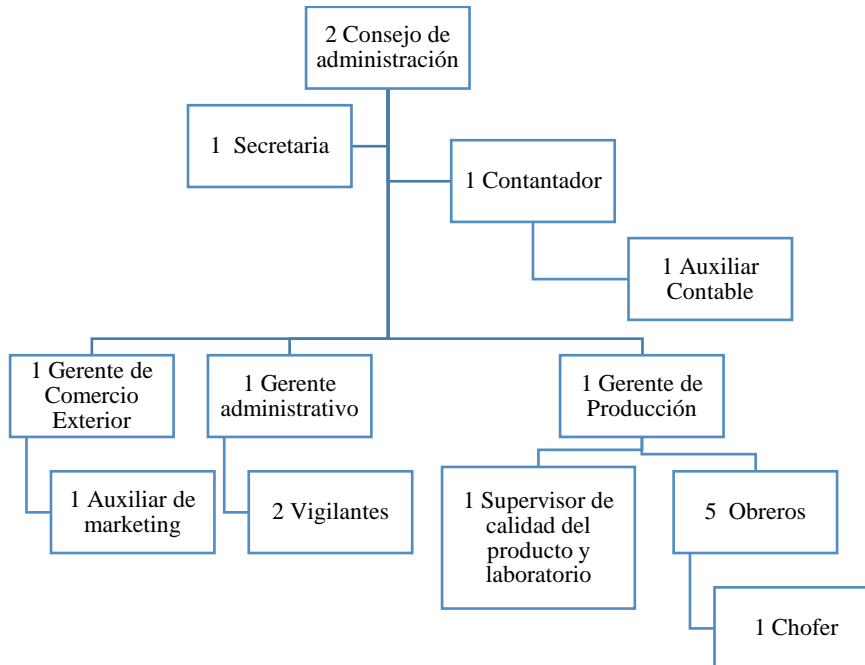 2 Consejo de
administración
1 Secretaria
1 Contantador
1 Auxiliar
Contable
1 Gerente de
Comercio
Exterior
1 Gerente
administrativo
1 Gerente de
Producción
1 Auxiliar de
marketing
2 Vigilantes
1 Supervisor de
calidad del
producto y
laboratorio
5 Obreros
1 Chofer